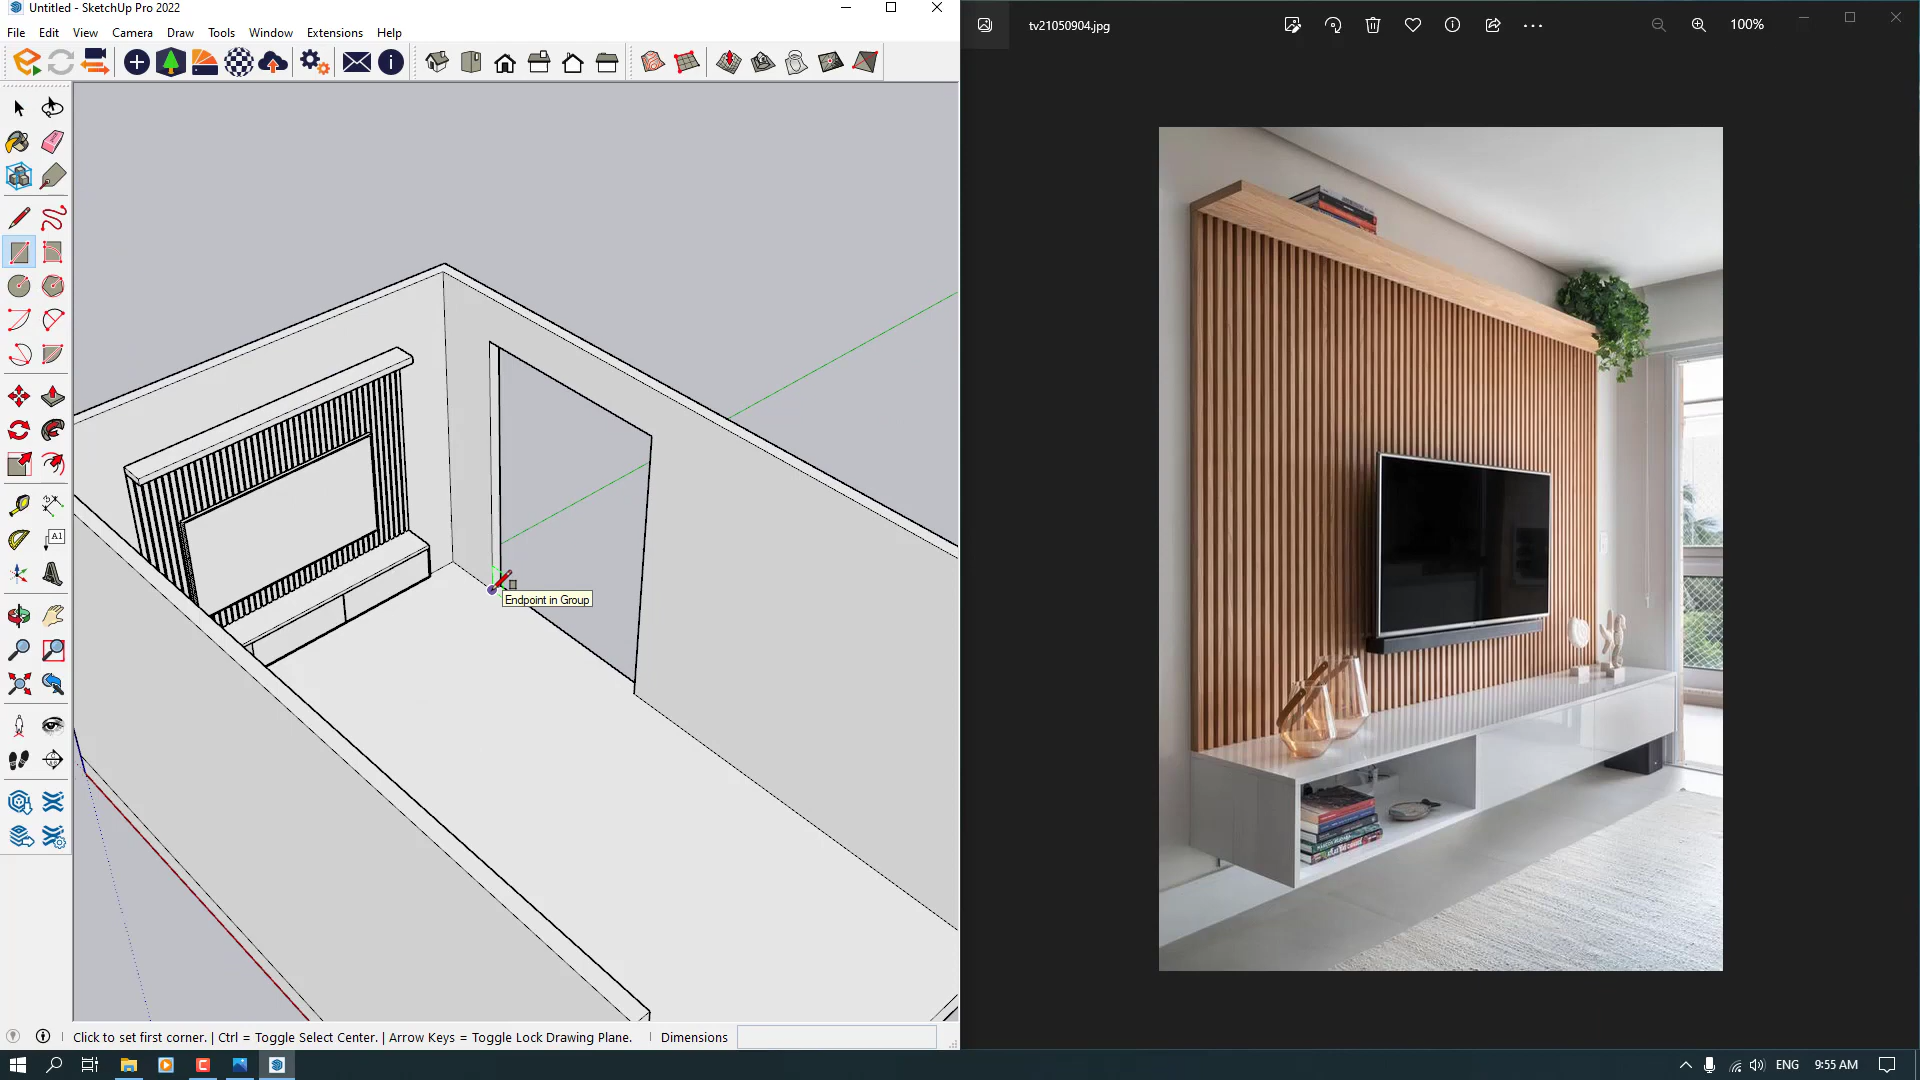 Untitled - SketchUp Pro 2022
File Edit View Camera Draw Tools Window Extensions Help
tv21050904.jpg
100%
A1
Endpoint in Group
Click to set first corner. | Ctrl = Toggle Select Center. | Arrow Keys = Toggle Lock Drawing Plane.
Dimensions
ENG
9:55 AM